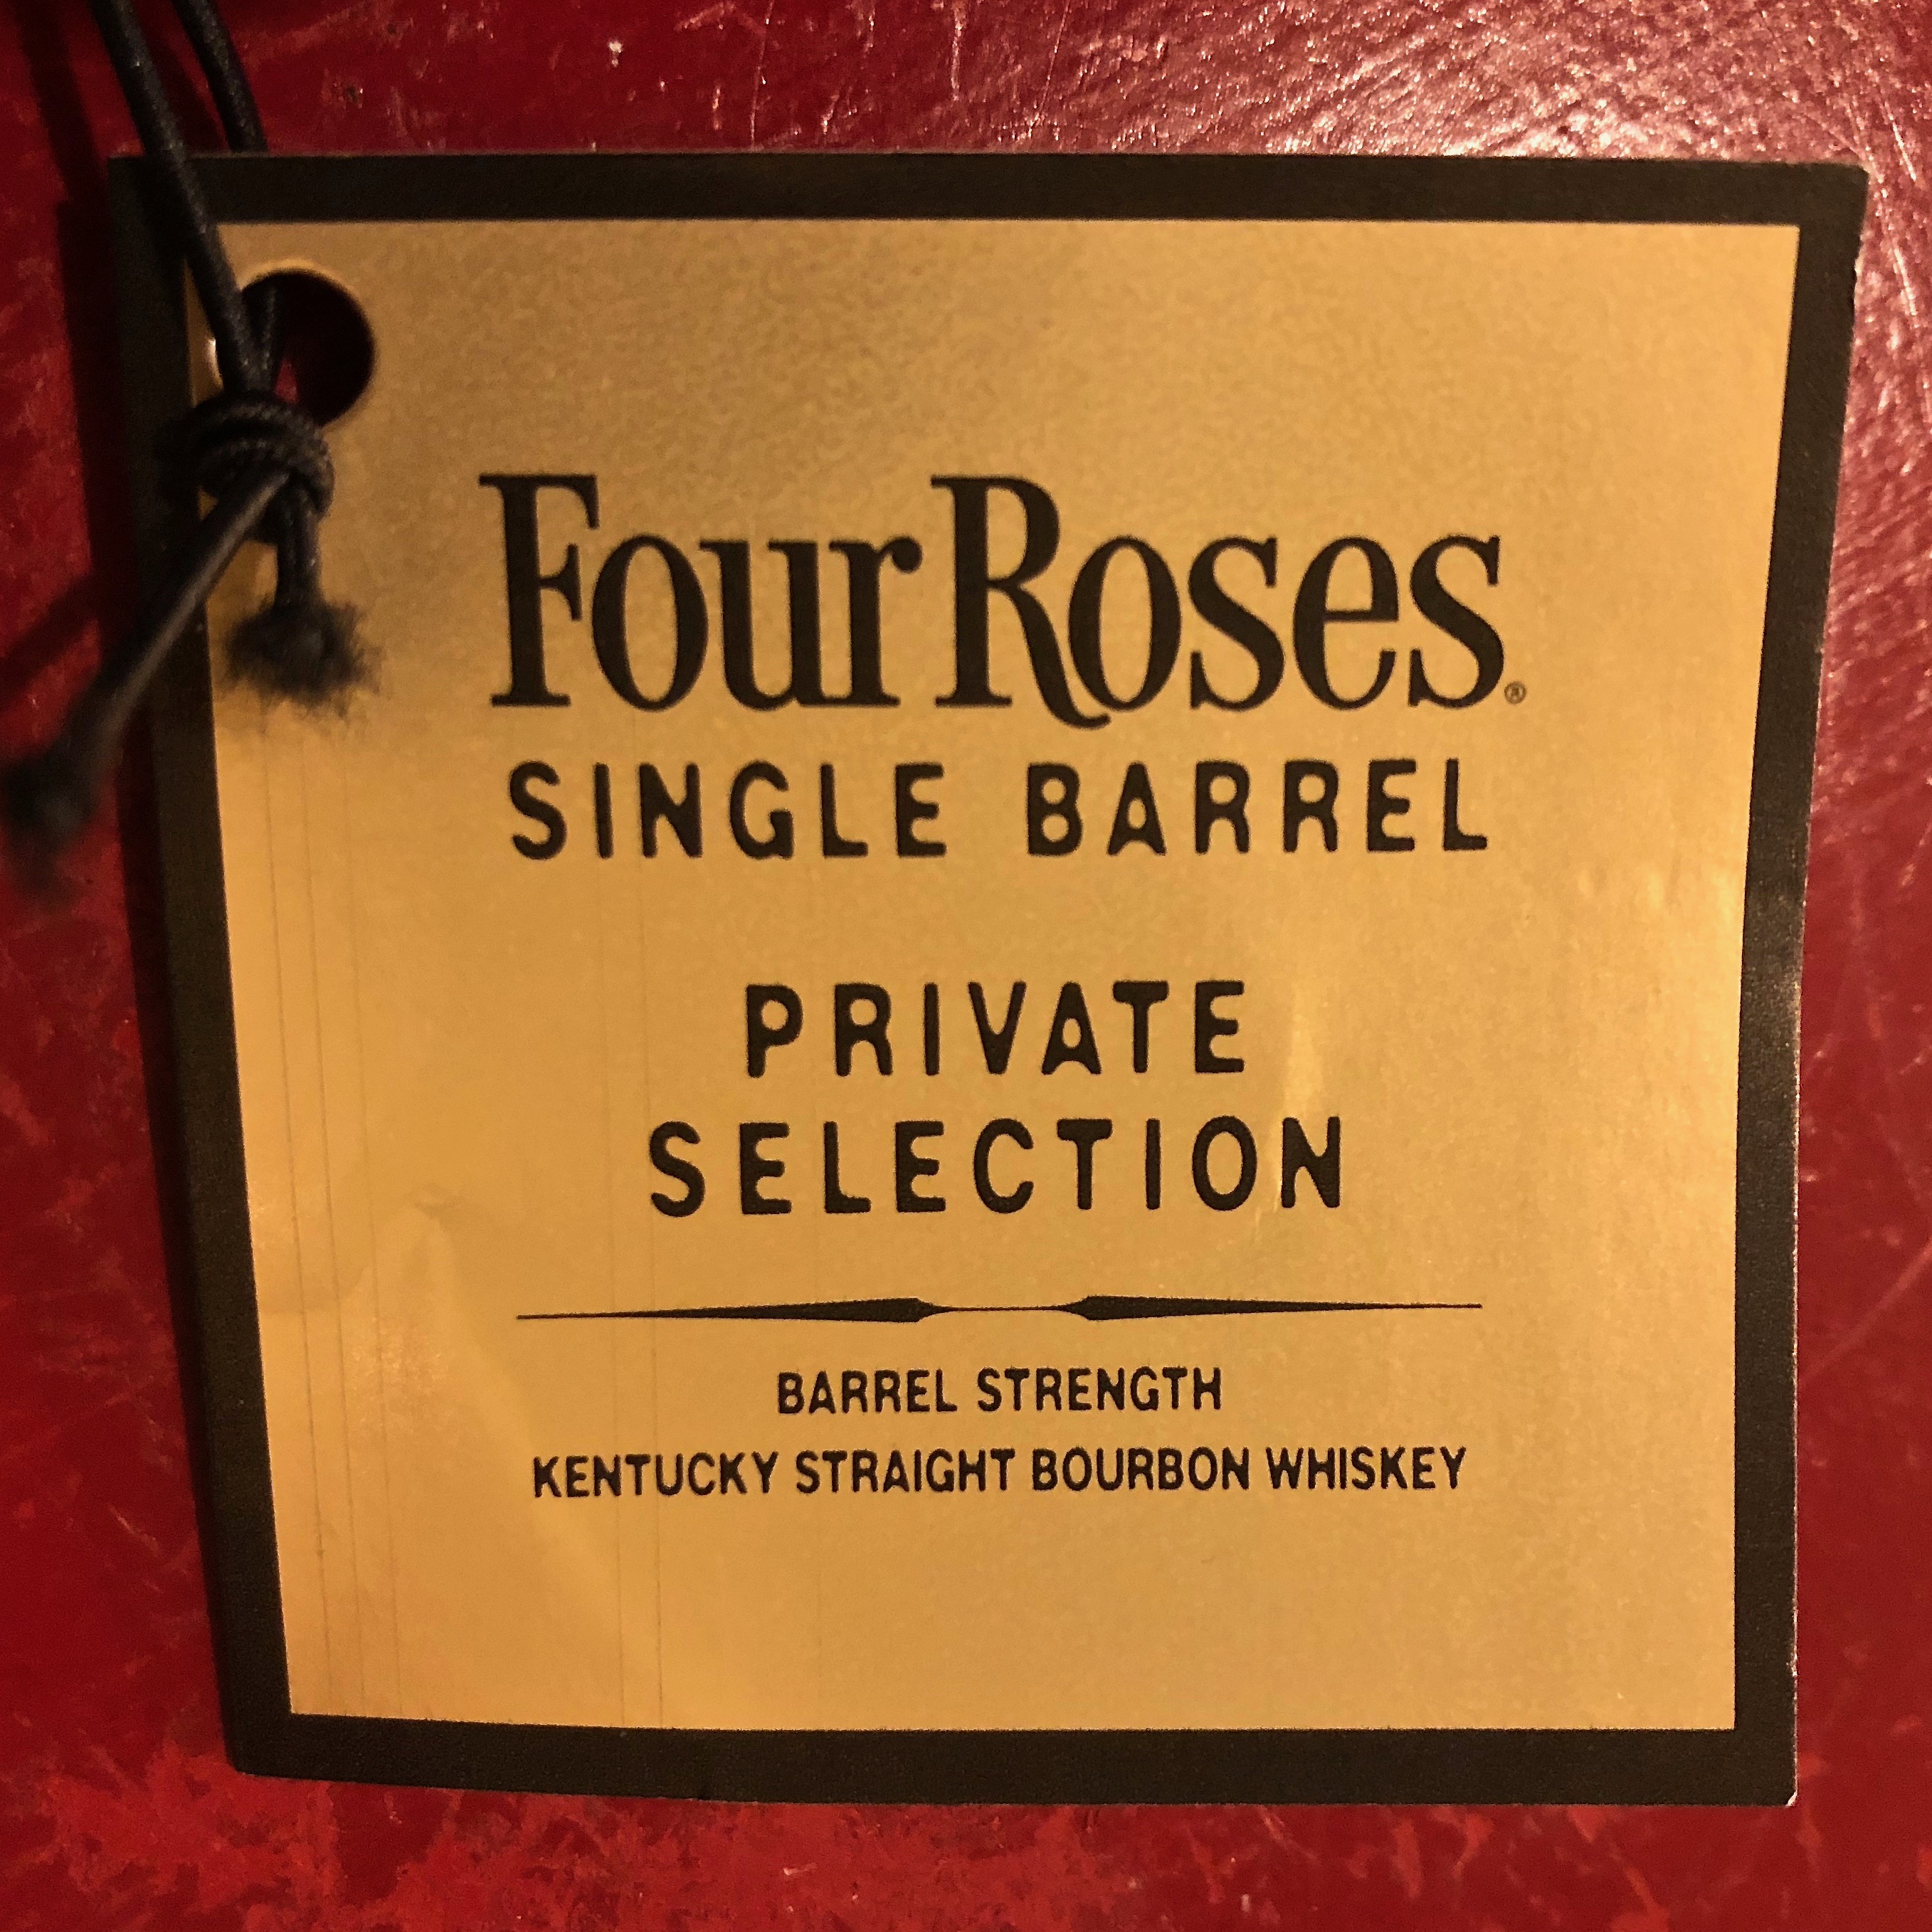 Four Roses®
SINGLE BARREL
PRIVATE
SELECTION
BARREL STRENGTH
KENTUCKY STRAIGHT BOURBON WHISKEY